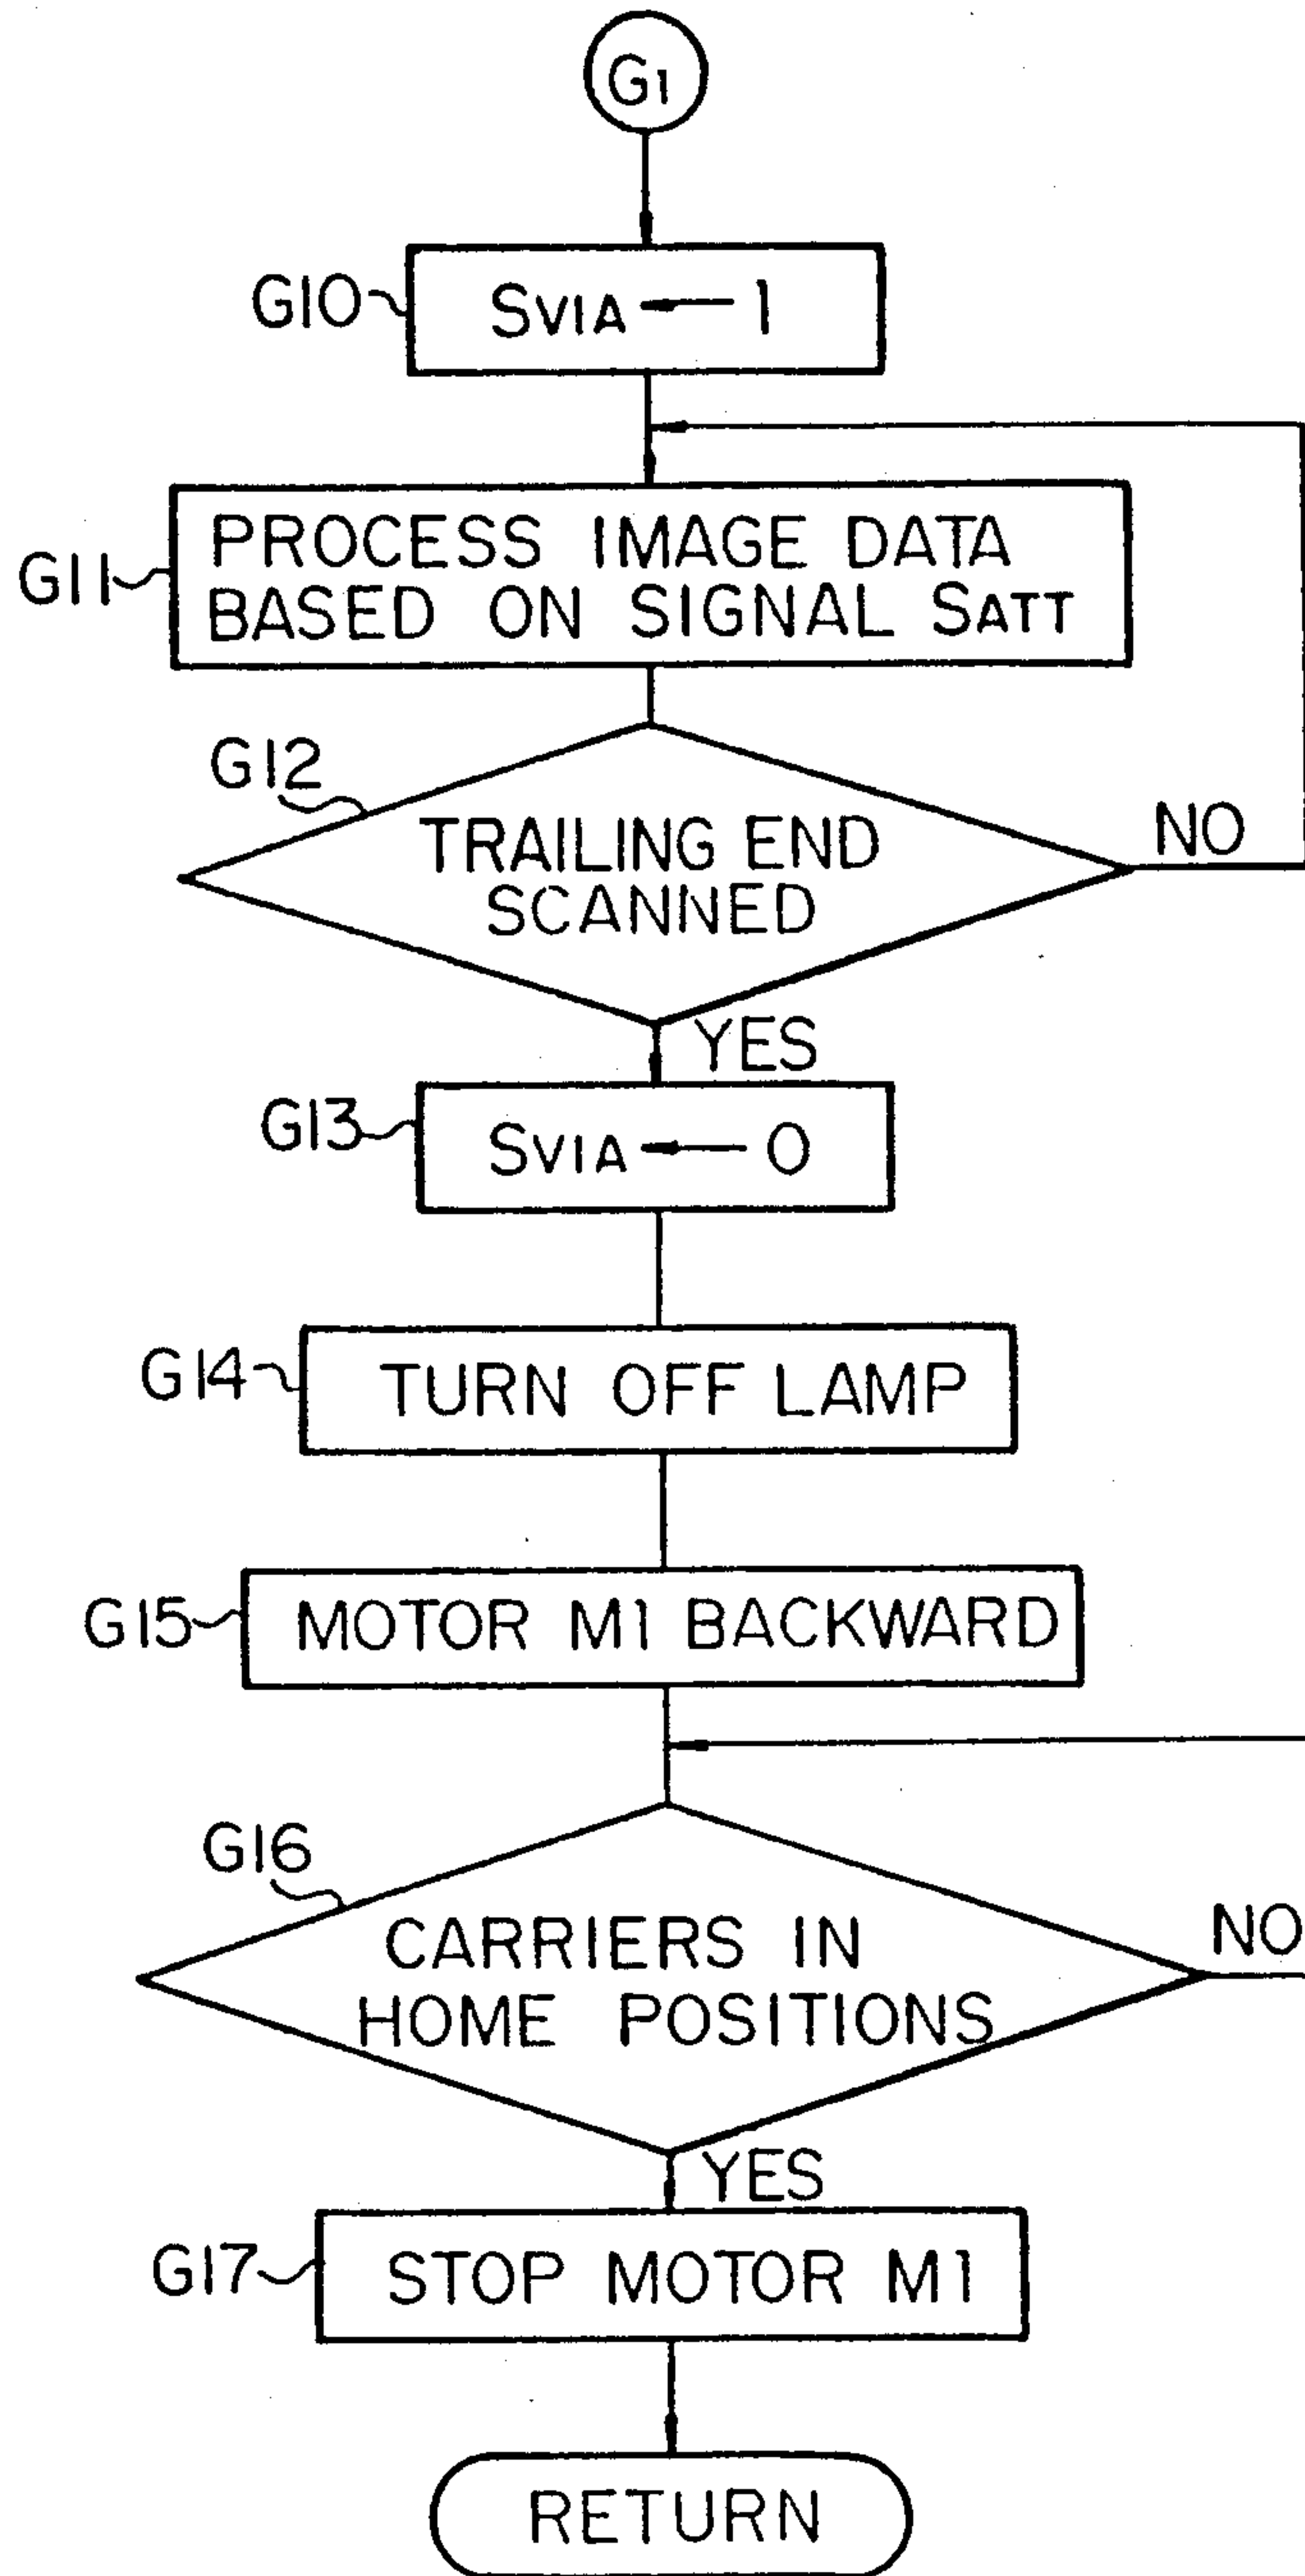 G1
G10 SVIA ← 1
G11 PROCESS IMAGE DATA
BASED ON SIGNAL SATT
G12
TRAILING END
SCANNED
NO
YES
G13 SVIA ← 0
G14 TURN OFF LAMP
G15 MOTOR M1 BACKWARD
G16
CARRIERS IN
HOME POSITIONS
NO
YES
G17 STOP MOTOR M1
RETURN